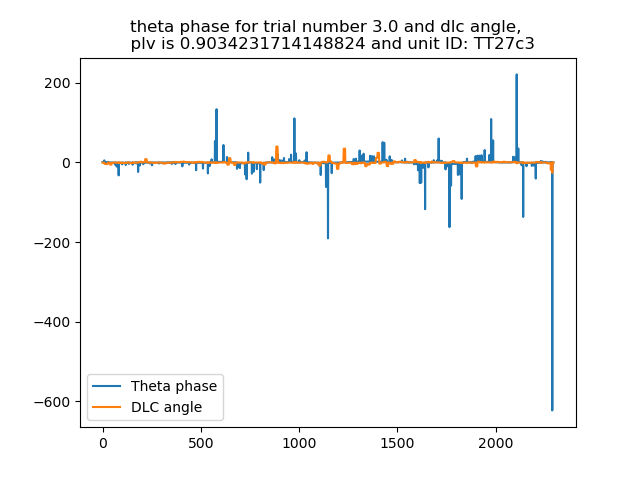 theta phase for trial number 3.0 and dlc angle,
plv is 0.9034231714148824 and unit ID: TT27c3
200
0
−200
−400
−600
Theta phase
DLC angle
0 500 1000 1500 2000